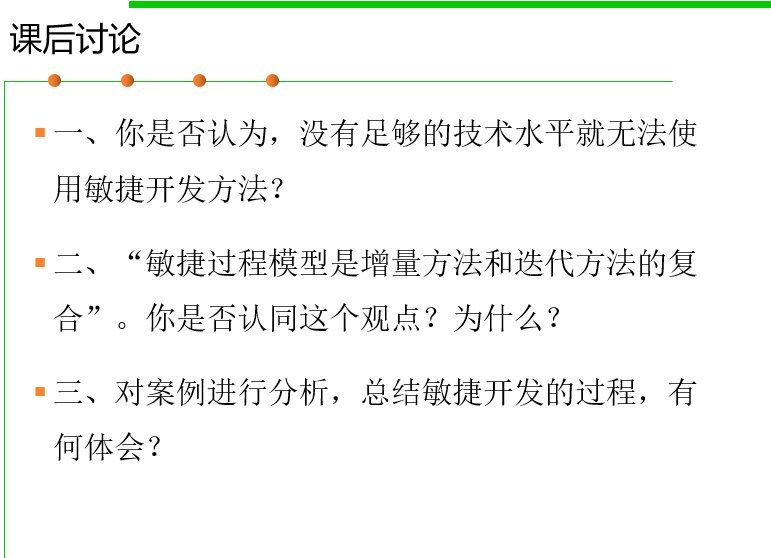 课后讨论
一、你是否认为，没有足够的技术水平就无法使
用敏捷开发方法？
二、“敏捷过程模型是增量方法和迭代方法的复
合”。你是否认同这个观点？为什么？
三、对案例进行分析，总结敏捷开发的过程，有
何体会？